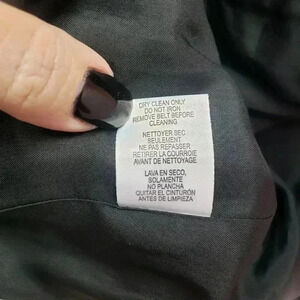 DRY CLEAN ONLY
DO NOT IRON
REMOVE BELT BEFORE
CLEANING
NETTOYER SEC
SEULEMENT
NE PAS REPASSER
RETIRER LA COURROIE
AVANT DE NETTOYAGE
LAVA EN SECO,
SOLAMENTE
NO PLANCHA
QUITAR EL CINTURÓN
ANTES DE LIMPIEZA